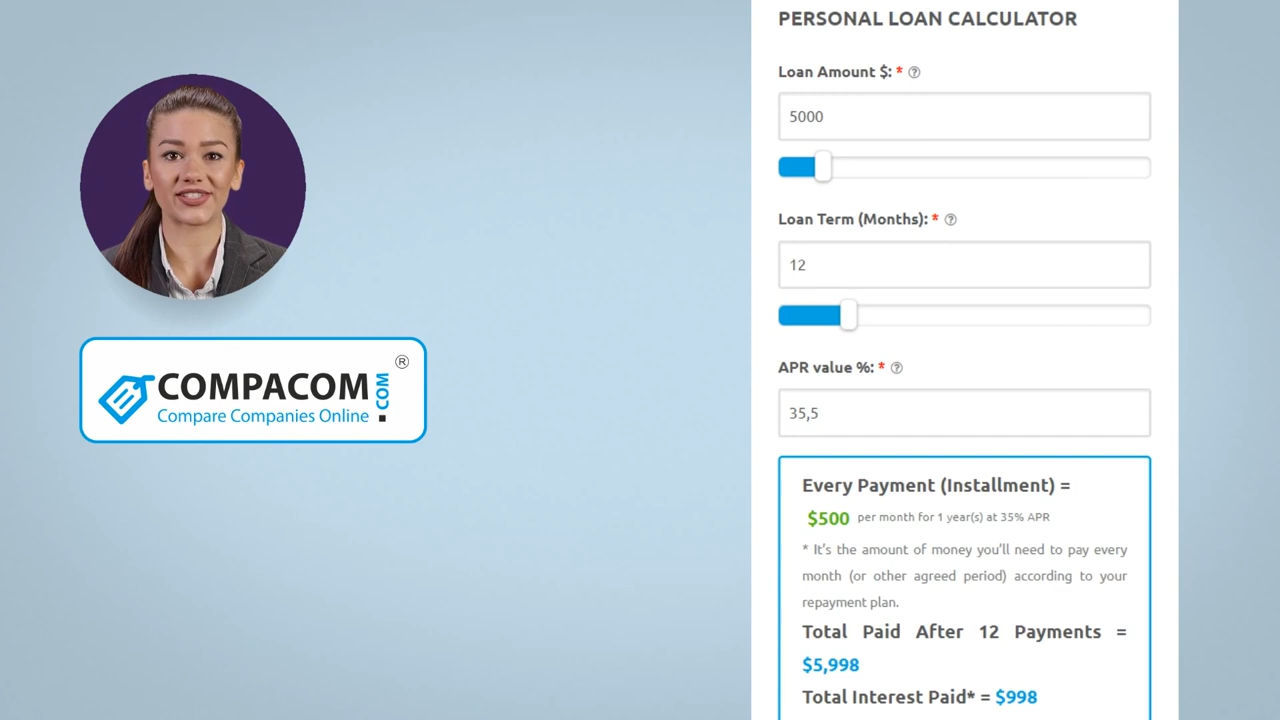 COMPACOM.COM®
Compare Companies Online
PERSONAL LOAN CALCULATOR
Loan Amount $: *
5000
Loan Term (Months): *
12
APR value %: *
35,5
Every Payment (Installment) =
$500 per month for 1 year(s) at 35% APR
* It’s the amount of money you’ll need to pay every
month (or other agreed period) according to your
repayment plan.
Total Paid After 12 Payments =
$5,998
Total Interest Paid* = $998